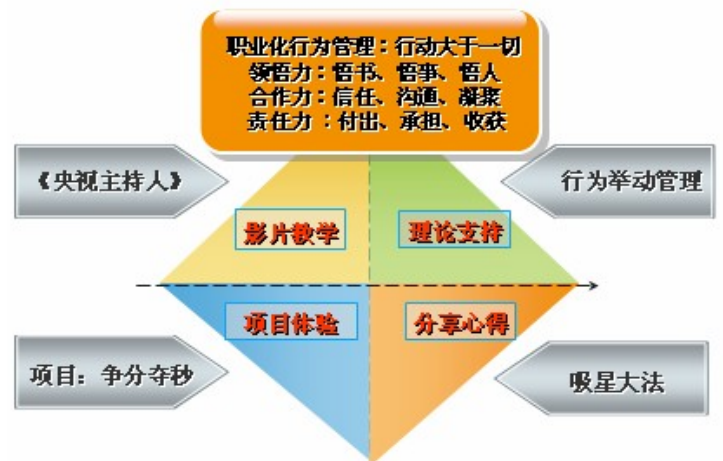 职业化行为管理：行动大于一切
领悟力：悟书、悟事、悟人
合作力：信任、沟通、凝聚
责任力：付出、承担、收获
《央视主持人》
行为举动管理
影片教学
理论支持
项目体验
分享心得
项目：争分夺秒
吸星大法